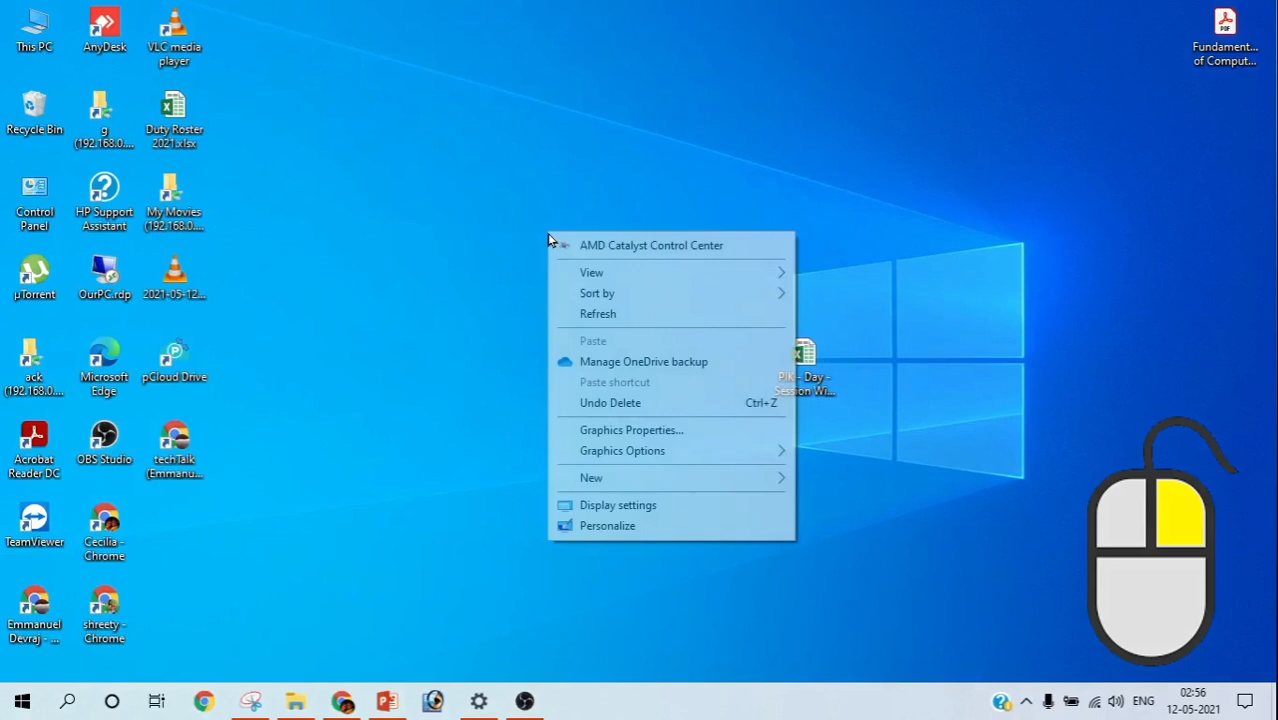 This PC
AnyDesk
VLC media
player
Fundament...
of Comput...
Recycle Bin
g
(192.168.0....
Duty Roster
2021.xlsx
Control
Panel
HP Support
Assistant
My Movies
(192.168.0....
µTorrent
OurPC.rdp
2021-05-12...
ack
(192.168.0....
Microsoft
Edge
pCloud Drive
Acrobat
Reader DC
OBS Studio
techTalk
(Emmanu...
TeamViewer
Cecilia -
Chrome
Emmanuel
Devraj - ...
shreety -
Chrome
AMD Catalyst Control Center
View
Sort by
Refresh
Paste
Manage OneDrive backup
Paste shortcut
Undo Delete Ctrl+Z
Graphics Properties...
Graphics Options
New
Display settings
Personalize
PIK - Day -
Session Wi...
ENG
02:56
12-05-2021